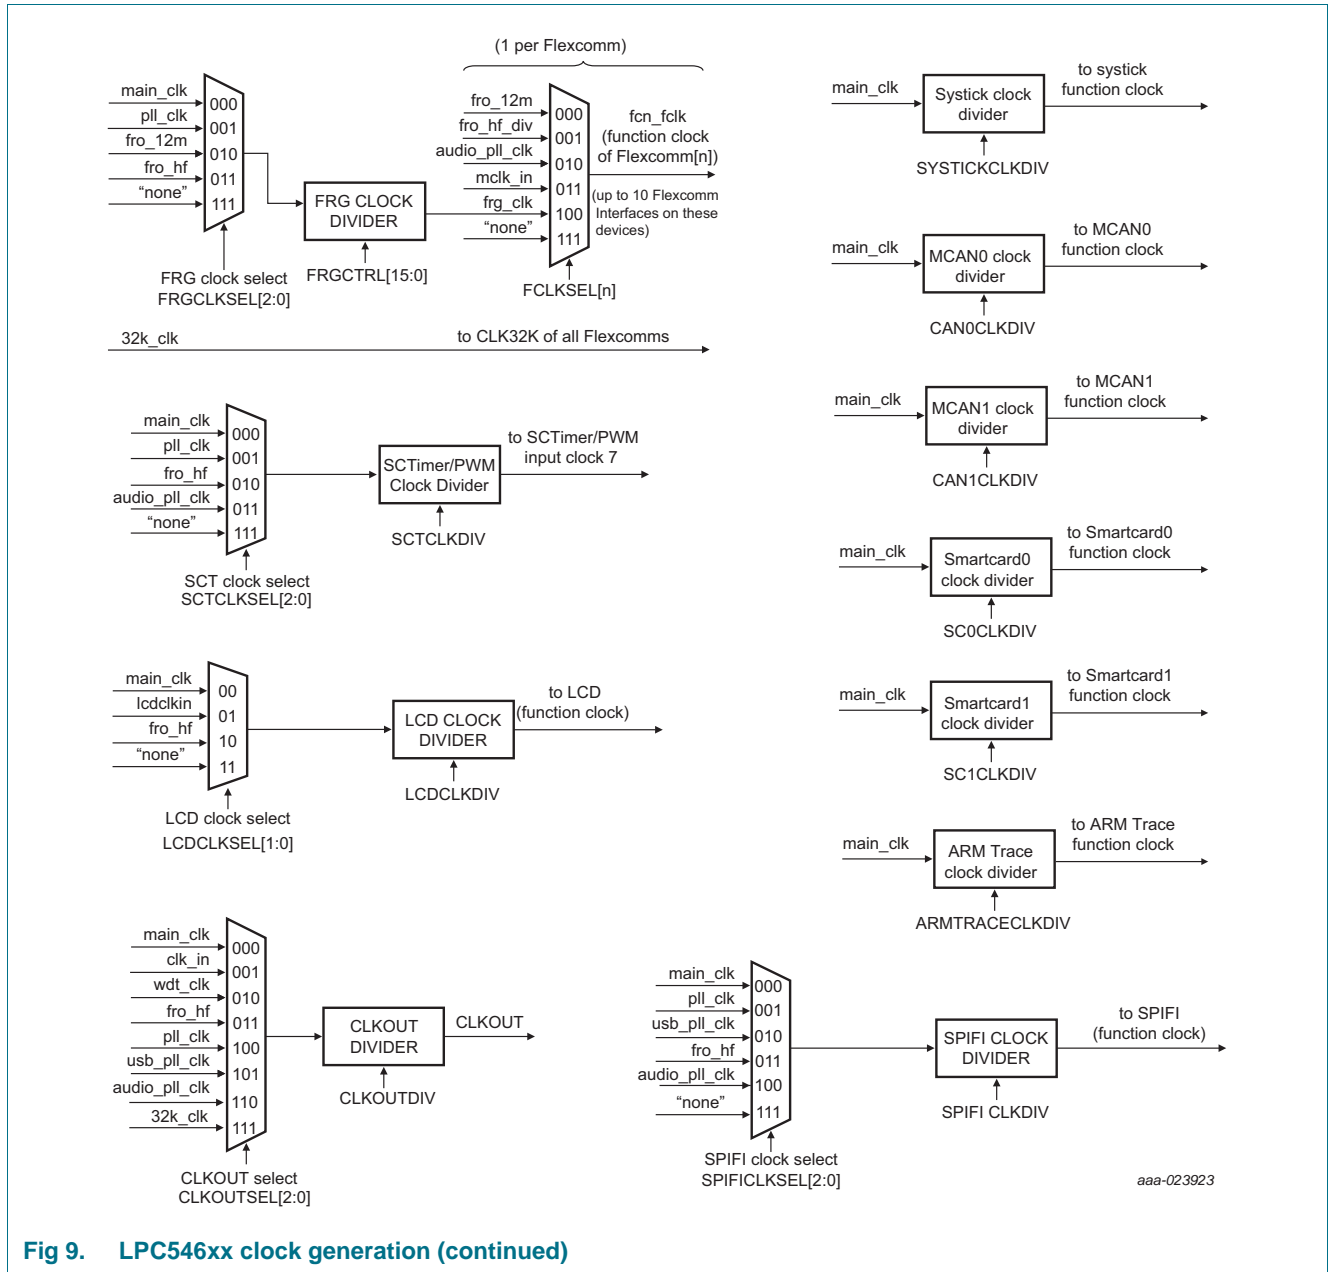 (1 per Flexcomm)
main_clk
000
pll_clk
001
fro_12m
010
fro_hf
011
“none”
111
FRG clock select
FRGCLKSEL[2:0]
FRG CLOCK
DIVIDER
FRGCTRL[15:0]
fro_12m
000
fro_hf_div
001
audio_pll_clk
010
mclk_in
011
frg_clk
100
“none”
111
FCLKSEL[n]
fcn_fclk
(function clock
of Flexcomm[n])
(up to 10 Flexcomm
Interfaces on these
devices)
32k_clk
to CLK32K of all Flexcomms
main_clk
000
pll_clk
001
fro_hf
010
audio_pll_clk
011
“none”
111
SCT clock select
SCTCLKSEL[2:0]
SCTimer/PWM
Clock Divider
SCTCLKDIV
to SCTimer/PWM
input clock 7
main_clk
00
lcdclkin
01
fro_hf
10
“none”
11
LCD clock select
LCDCLKSEL[1:0]
LCD CLOCK
DIVIDER
LCDCLKDIV
to LCD
(function clock)
main_clk
000
clk_in
001
wdt_clk
010
fro_hf
011
pll_clk
100
usb_pll_clk
101
audio_pll_clk
110
32k_clk
111
CLKOUT select
CLKOUTSEL[2:0]
CLKOUT
DIVIDER
CLKOUTDIV
CLKOUT
main_clk
Systick clock
divider
SYSTICKCLKDIV
to systick
function clock
main_clk
MCAN0 clock
divider
CAN0CLKDIV
to MCAN0
function clock
main_clk
MCAN1 clock
divider
CAN1CLKDIV
to MCAN1
function clock
main_clk
Smartcard0
clock divider
SC0CLKDIV
to Smartcard0
function clock
main_clk
Smartcard1
clock divider
SC1CLKDIV
to Smartcard1
function clock
main_clk
ARM Trace
clock divider
ARMTRACECLKDIV
to ARM Trace
function clock
main_clk
000
pll_clk
001
usb_pll_clk
010
fro_hf
011
audio_pll_clk
100
“none”
111
SPIFI clock select
SPIFICLKSEL[2:0]
SPIFI CLOCK
DIVIDER
SPIFI CLKDIV
to SPIFI
(function clock)
aaa-023923
Fig 9. LPC546xx clock generation (continued)